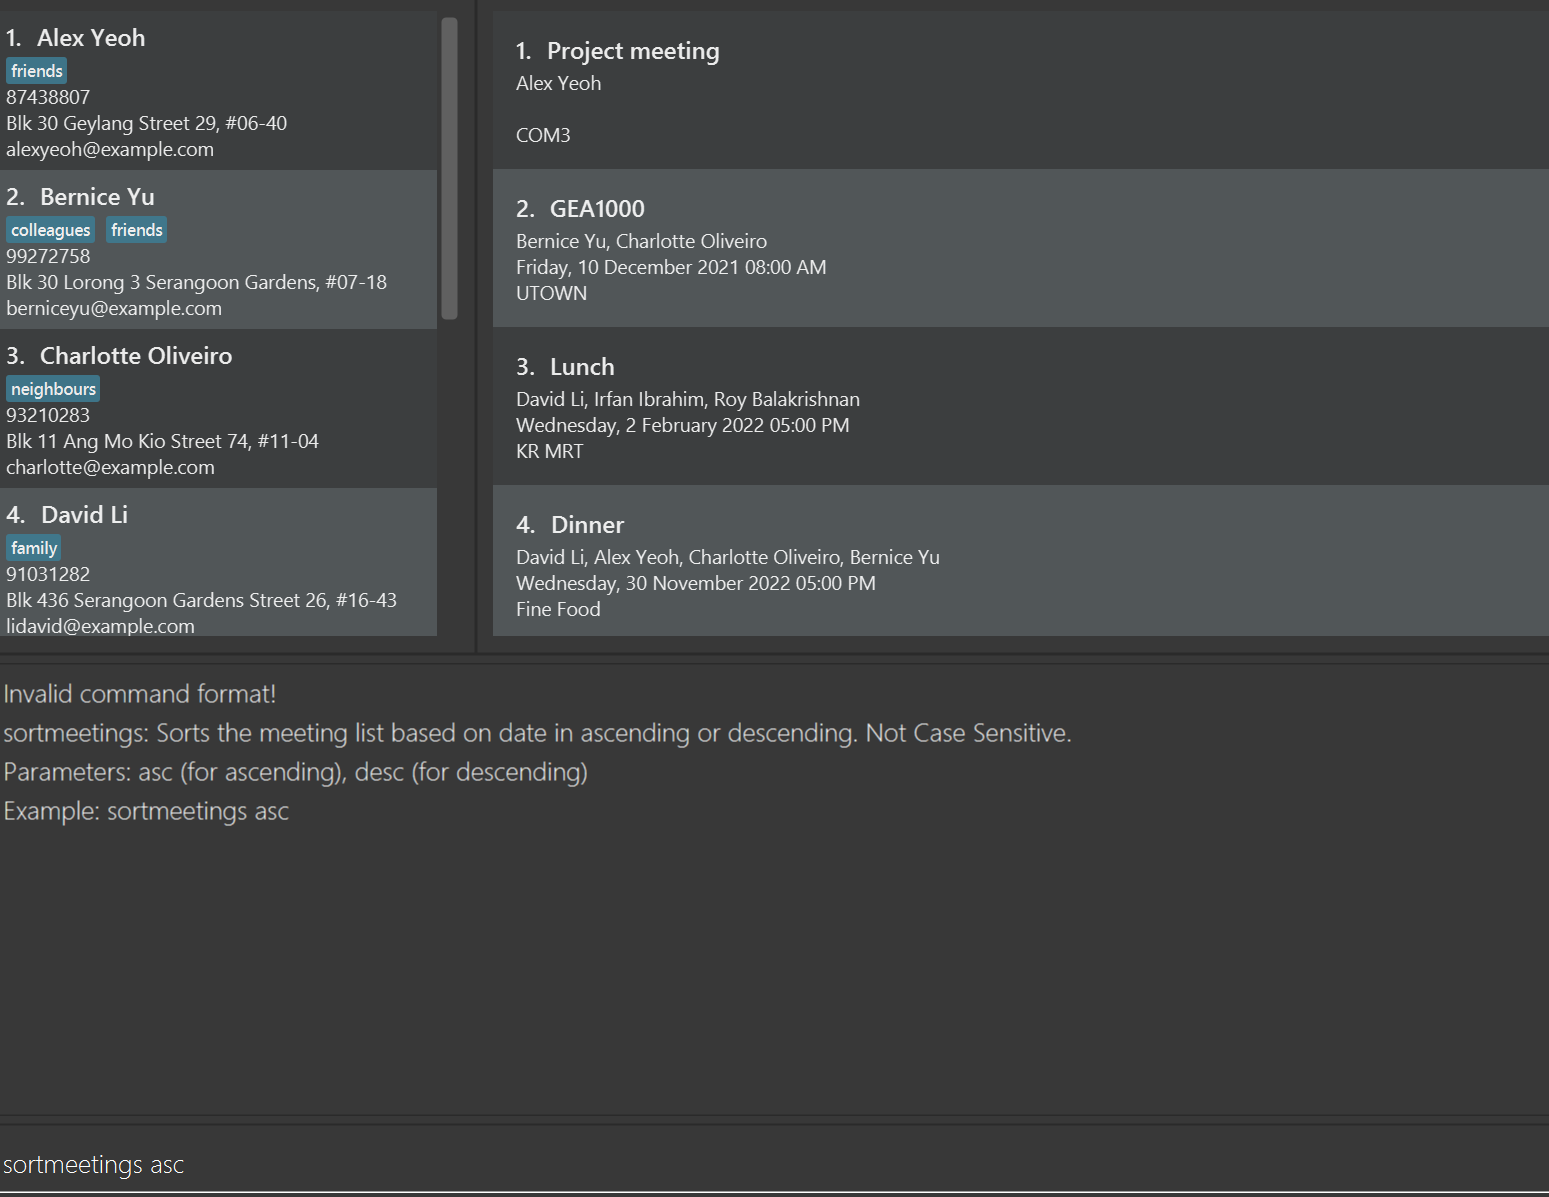 1. Alex Yeoh
friends
87438807
Blk 30 Geylang Street 29, #06-40
alexyeoh@example.com
2. Bernice Yu
colleagues friends
99272758
Blk 30 Lorong 3 Serangoon Gardens, #07-18
berniceyu@example.com
3. Charlotte Oliveiro
neighbours
93210283
Blk 11 Ang Mo Kio Street 74, #11-04
charlotte@example.com
4. David Li
family
91031282
Blk 436 Serangoon Gardens Street 26, #16-43
lidavid@example.com
1. Project meeting
Alex Yeoh
COM3
2. GEA1000
Bernice Yu, Charlotte Oliveiro
Friday, 10 December 2021 08:00 AM
UTOWN
3. Lunch
David Li, Irfan Ibrahim, Roy Balakrishnan
Wednesday, 2 February 2022 05:00 PM
KR MRT
4. Dinner
David Li, Alex Yeoh, Charlotte Oliveiro, Bernice Yu
Wednesday, 30 November 2022 05:00 PM
Fine Food
Invalid command format!
sortmeetings: Sorts the meeting list based on date in ascending or descending. Not Case Sensitive.
Parameters: asc (for ascending), desc (for descending)
Example: sortmeetings asc
sortmeetings asc